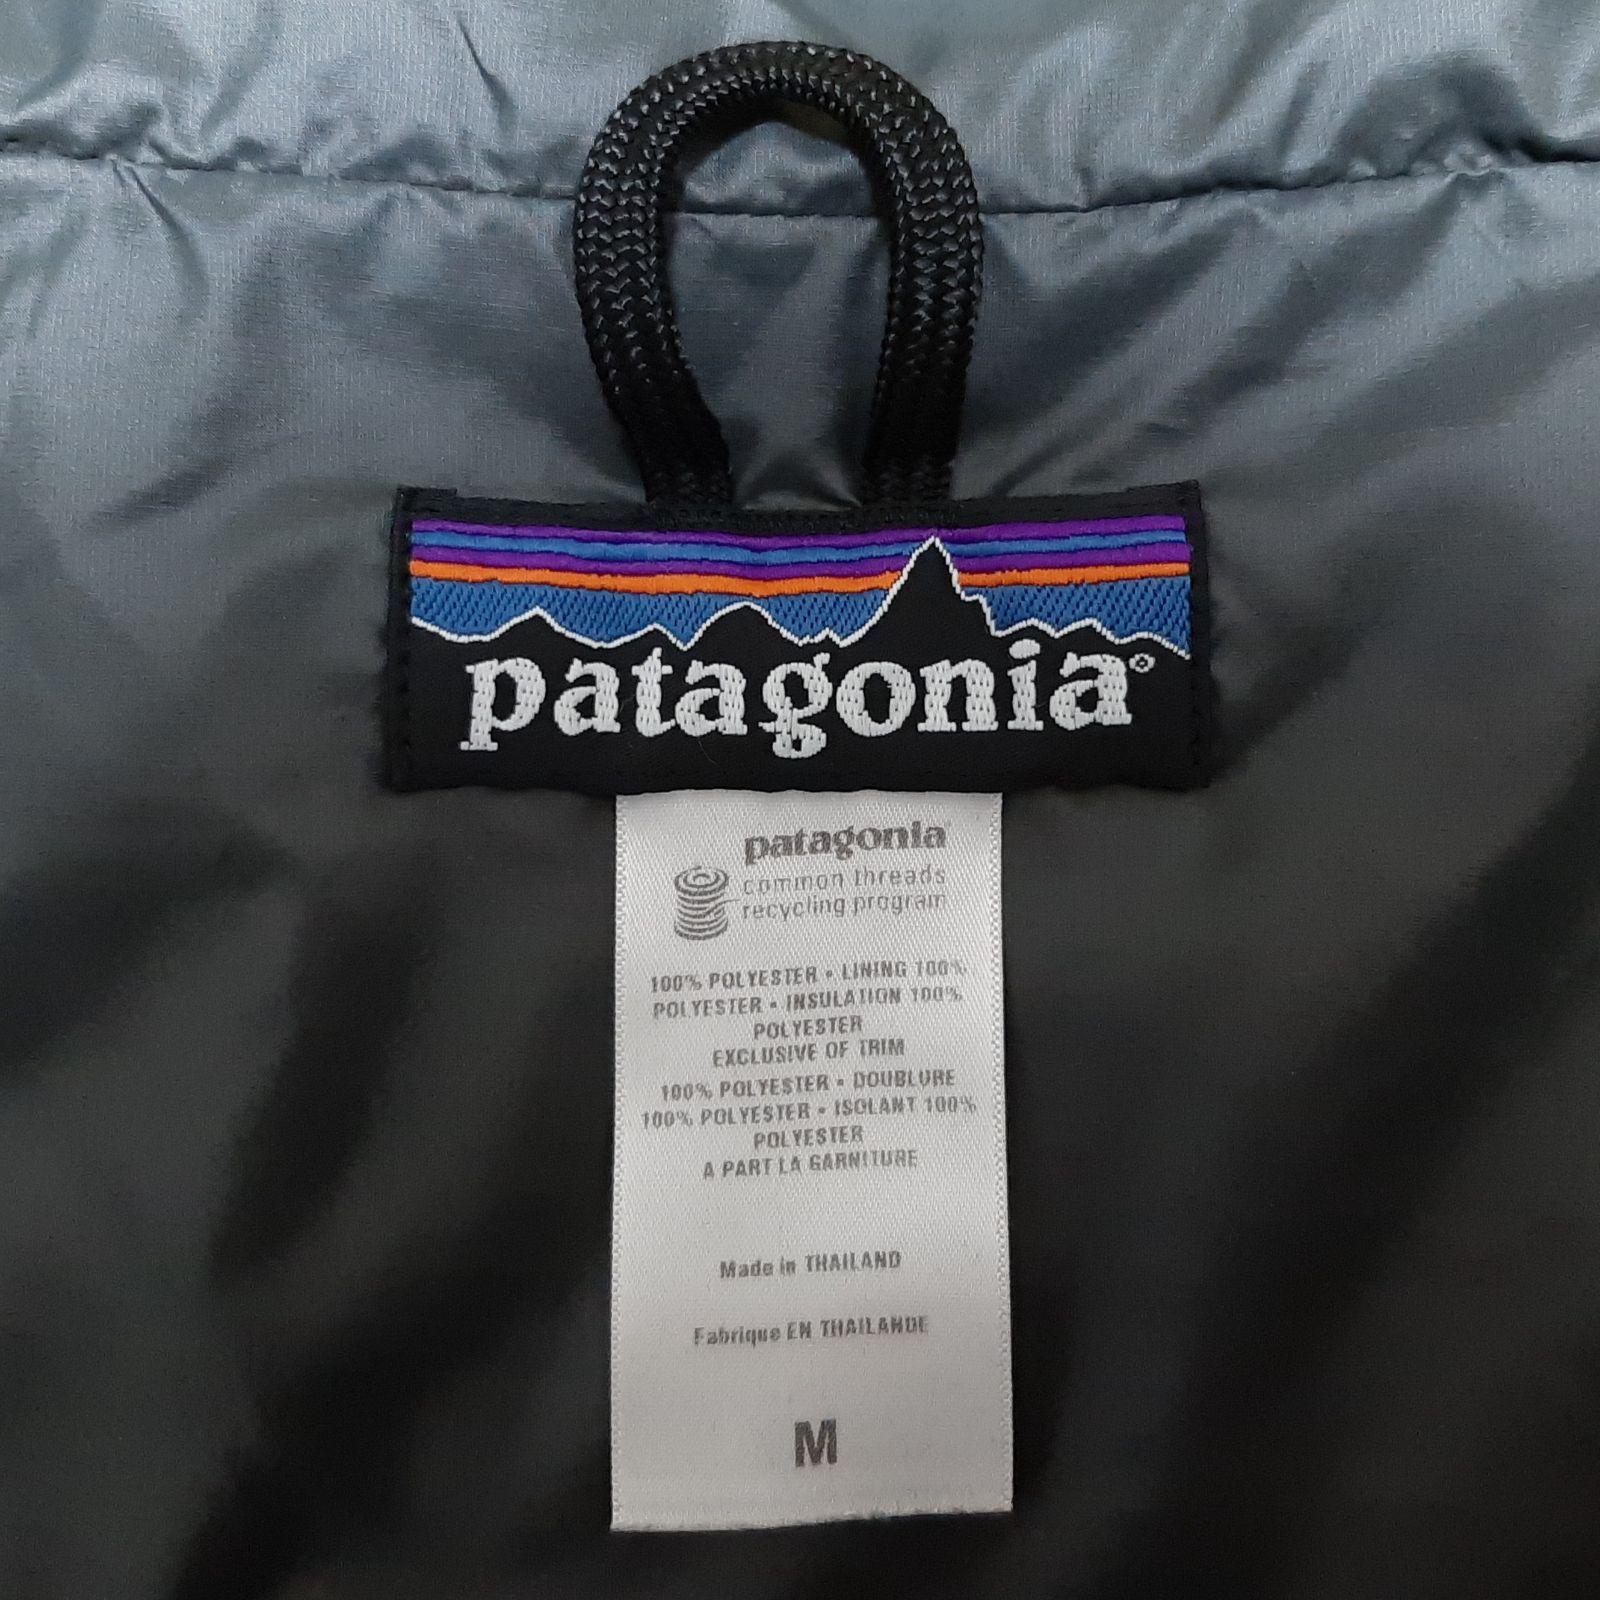 patagonia®
patagonia
common threads
recycling program
100% POLYESTER • LINING 100%
POLYESTER • INSULATION 100%
POLYESTER
EXCLUSIVE OF TRIM
100% POLYESTER • DOUBLURE
100% POLYESTER • ISOLANT 100%
POLYESTER
A PART LA GARNITURE
Made in THAILAND
Fabrique EN THAILANDE
M